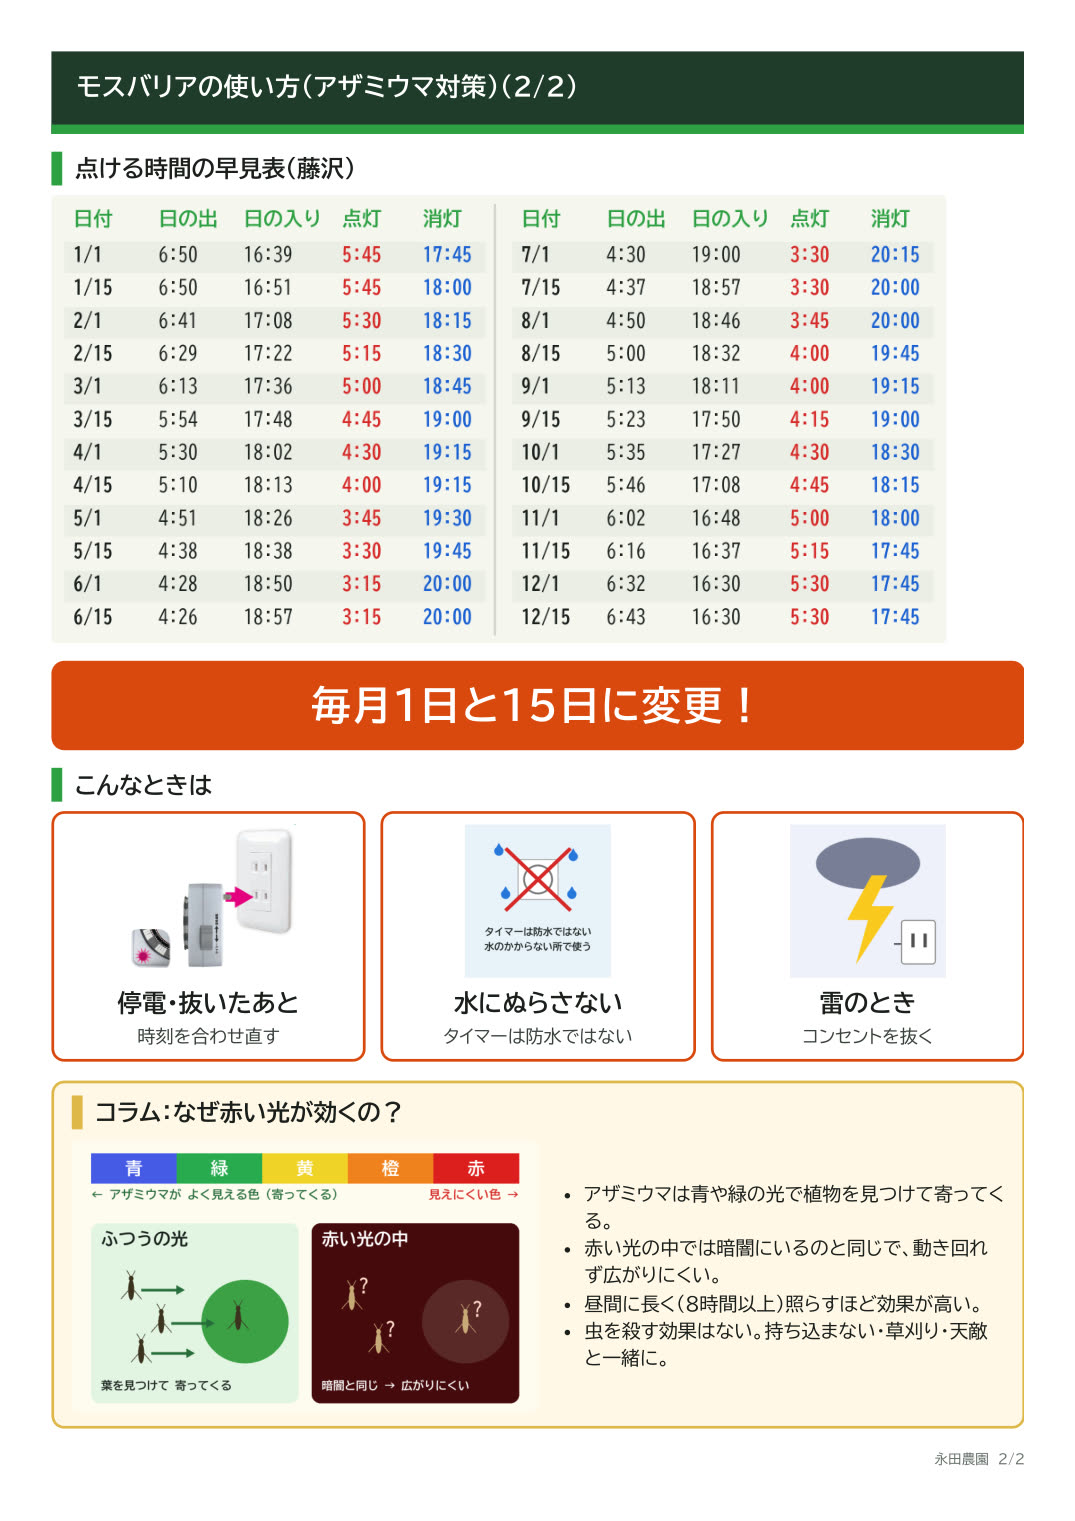 モスバリアの使い方(アザミウマ対策)(2/2)
点ける時間の早見表(藤沢)
日付 日の出 日の入り 点灯 消灯 日付 日の出 日の入り 点灯 消灯
1/1 6:50 16:39 5:45 17:45 7/1 4:30 19:00 3:30 20:15
1/15 6:50 16:51 5:45 18:00 7/15 4:37 18:57 3:30 20:00
2/1 6:41 17:08 5:30 18:15 8/1 4:50 18:46 3:45 20:00
2/15 6:29 17:22 5:15 18:30 8/15 5:00 18:32 4:00 19:45
3/1 6:13 17:36 5:00 18:45 9/1 5:13 18:11 4:00 19:15
3/15 5:54 17:48 4:45 19:00 9/15 5:23 17:50 4:15 19:00
4/1 5:30 18:02 4:30 19:15 10/1 5:35 17:27 4:30 18:30
4/15 5:10 18:13 4:00 19:15 10/15 5:46 17:08 4:45 18:15
5/1 4:51 18:26 3:45 19:30 11/1 6:02 16:48 5:00 18:00
5/15 4:38 18:38 3:30 19:45 11/15 6:16 16:37 5:15 17:45
6/1 4:28 18:50 3:15 20:00 12/1 6:32 16:30 5:30 17:45
6/15 4:26 18:57 3:15 20:00 12/15 6:43 16:30 5:30 17:45
毎月1日と15日に変更！
こんなときは
停電・抜いたあと
時刻を合わせ直す
タイマーは防水ではない
水のかからない所で使う
水にぬらさない
タイマーは防水ではない
雷のとき
コンセントを抜く
コラム：なぜ赤い光が効くの？
青 緑 黄 橙 赤
← アザミウマが よく見える色（寄ってくる） 見えにくい色 →
ふつうの光
葉を見つけて 寄ってくる
赤い光の中
? ? ?
暗闇と同じ → 広がりにくい
• アザミウマは青や緑の光で植物を見つけて寄ってく
る。
• 赤い光の中では暗闇にいるのと同じで、動き回れ
ず広がりにくい。
• 昼間に長く(8時間以上)照らすほど効果が高い。
• 虫を殺す効果はない。持ち込まない・草刈り・天敵
と一緒に。
永田農園 2/2